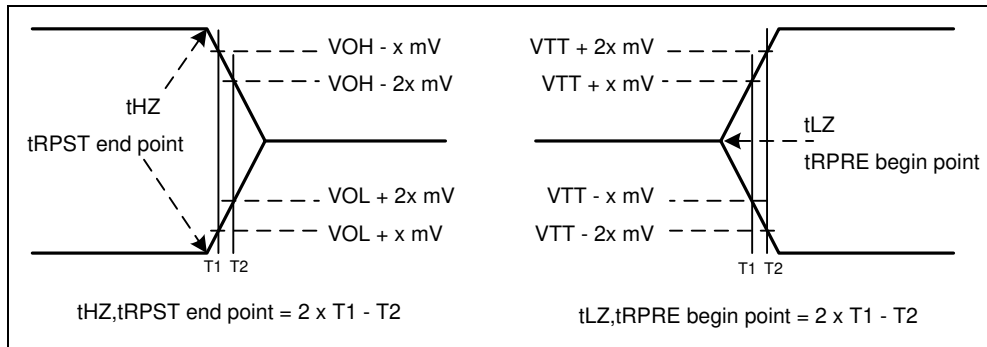 VOH - x mV
VOH - 2x mV
tHZ
tRPST end point
VOL + 2x mV
VOL + x mV
T1 T2
tHZ,tRPST end point = 2 x T1 - T2
VTT + 2x mV
VTT + x mV
tLZ
tRPRE begin point
VTT - x mV
VTT - 2x mV
T1 T2
tLZ,tRPRE begin point = 2 x T1 - T2